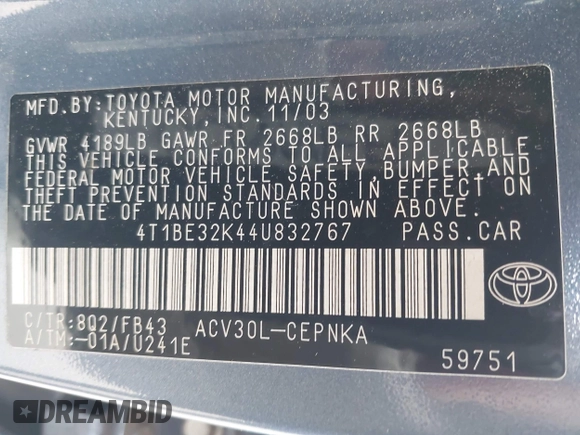 MFD.BY:TOYOTA MOTOR MANUFACTURING,
KENTUCKY,INC.11/03
GVWR 4189LB GAWR FR 2668LB RR 2668LB
THIS VEHICLE CONFORMS TO ALL APPLICABLE
FEDERAL MOTOR VEHICLE SAFETY,BUMPER,AND
THEFT PREVENTION STANDARDS IN EFFECT ON
THE DATE OF MANUFACTURE SHOWN ABOVE.
4T1BE32K44U832767 PASS.CAR
C/TR:8Q2/FB43 ACV30L-CEPNKA
A/TM:-01A/U241E
59751
DREAMBID